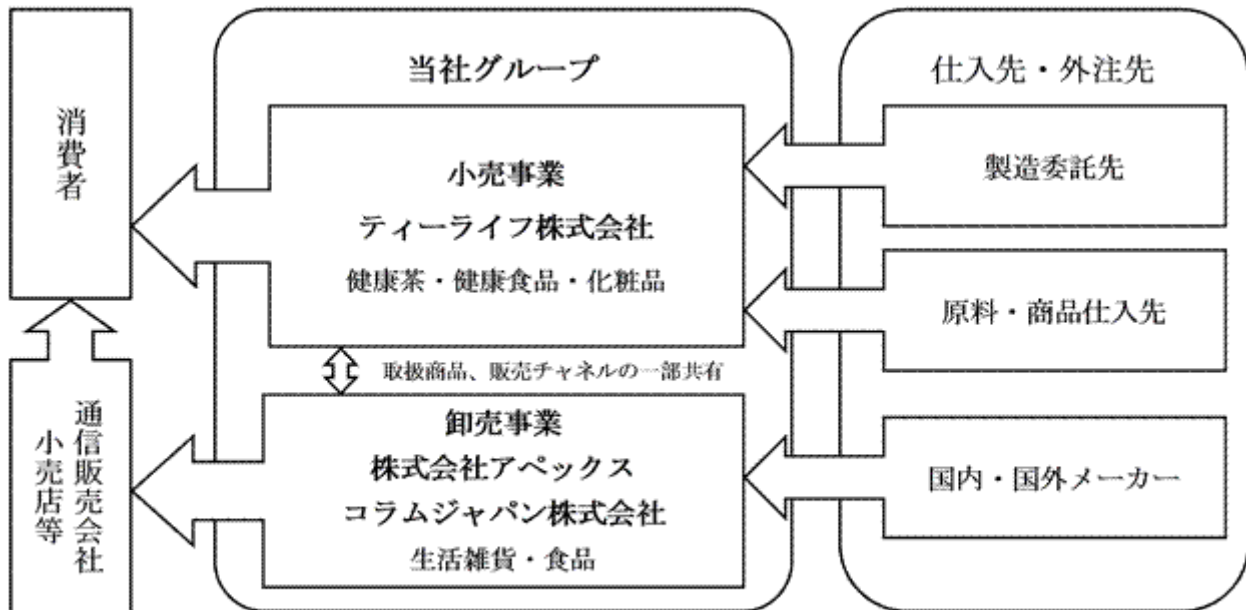 消費者
通信販売会社
小売店等
当社グループ
小売事業
ティーライフ株式会社
健康茶・健康食品・化粧品
取扱商品、販売チャネルの一部共有
卸売事業
株式会社アペックス
コラムジャパン株式会社
生活雑貨・食品
仕入先・外注先
製造委託先
原料・商品仕入先
国内・国外メーカー